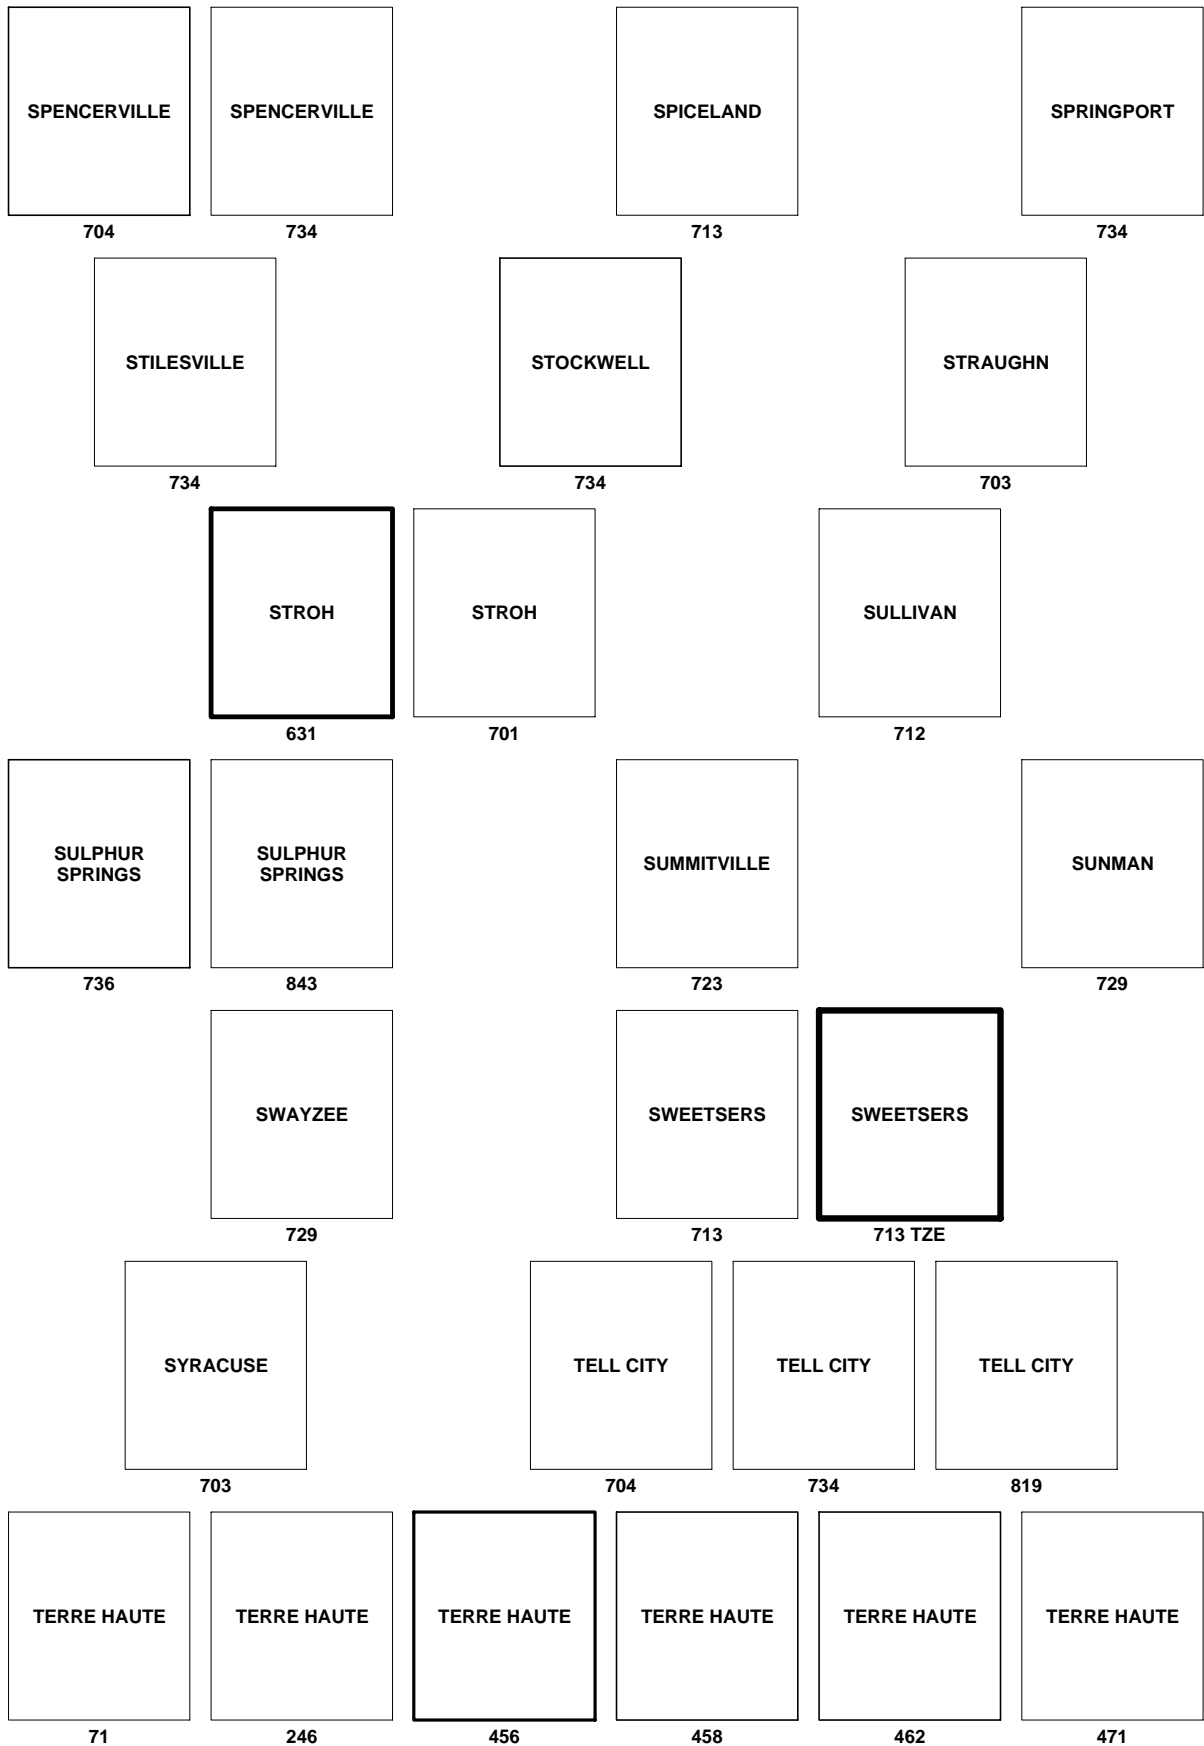 SPENCERVILLE SPENCERVILLE SPICELAND SPRINGPORT
704 734 713 734
STILESVILLE STOCKWELL STRAUGHN
734 734 703
STROH STROH SULLIVAN
631 701 712
SULPHUR SULPHUR
SUMMITVILLE SUNMAN
SPRINGS SPRINGS
736 843 723 729
SWAYZEE SWEETSERS SWEETSERS
729 713 713 TZE
SYRACUSE TELL CITY TELL CITY TELL CITY
703 704 734 819
TERRE HAUTE TERRE HAUTE TERRE HAUTE TERRE HAUTE TERRE HAUTE TERRE HAUTE
71 246 456 458 462 471